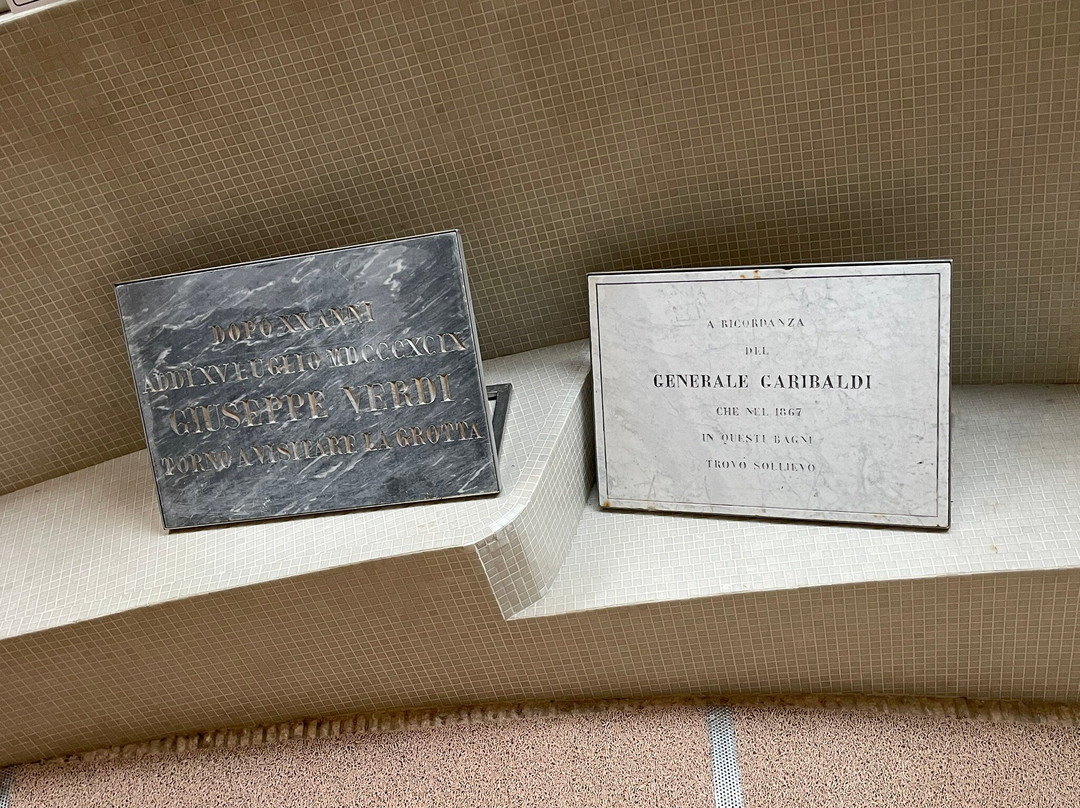 DOPO XX ANNI
ADDI XVI LUGLIO MDCCCXCIX
GIUSEPPE VERDI
TORNÒ A VISITARE LA GROTTA
A RICORDANZA
DEL
GENERALE GARIBALDI
CHE NEL 1867
IN QUESTI BAGNI
TROVÒ SOLLIEVO